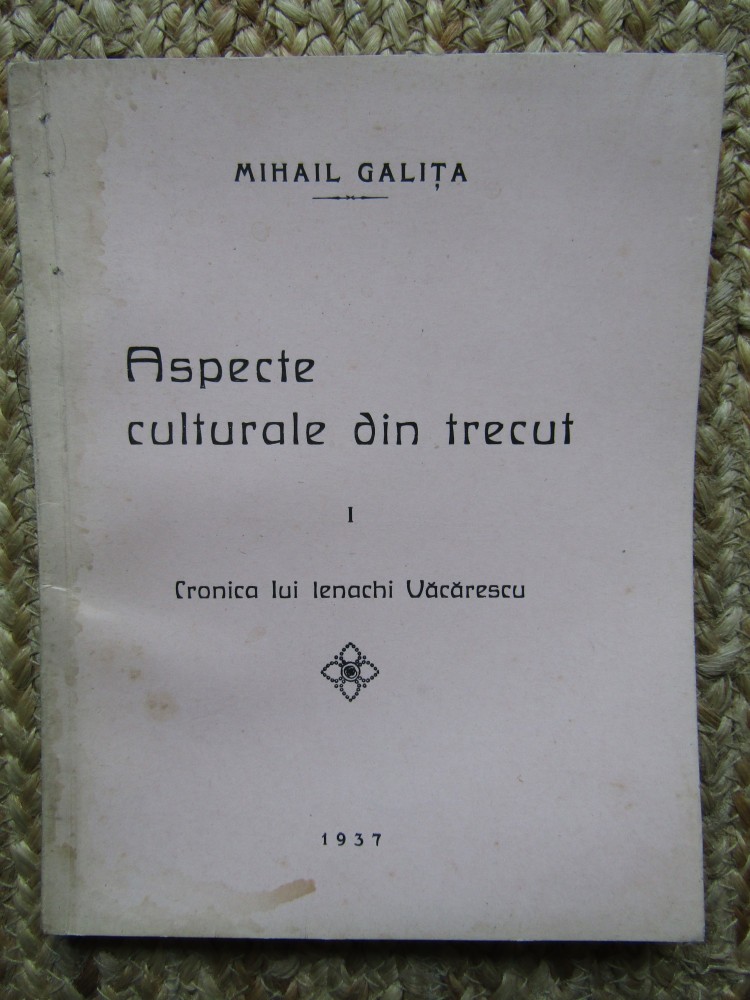 MIHAIL GALIȚA
Aspecte
culturale din trecut
I
Cronica lui Ienachi Văcărescu
1937